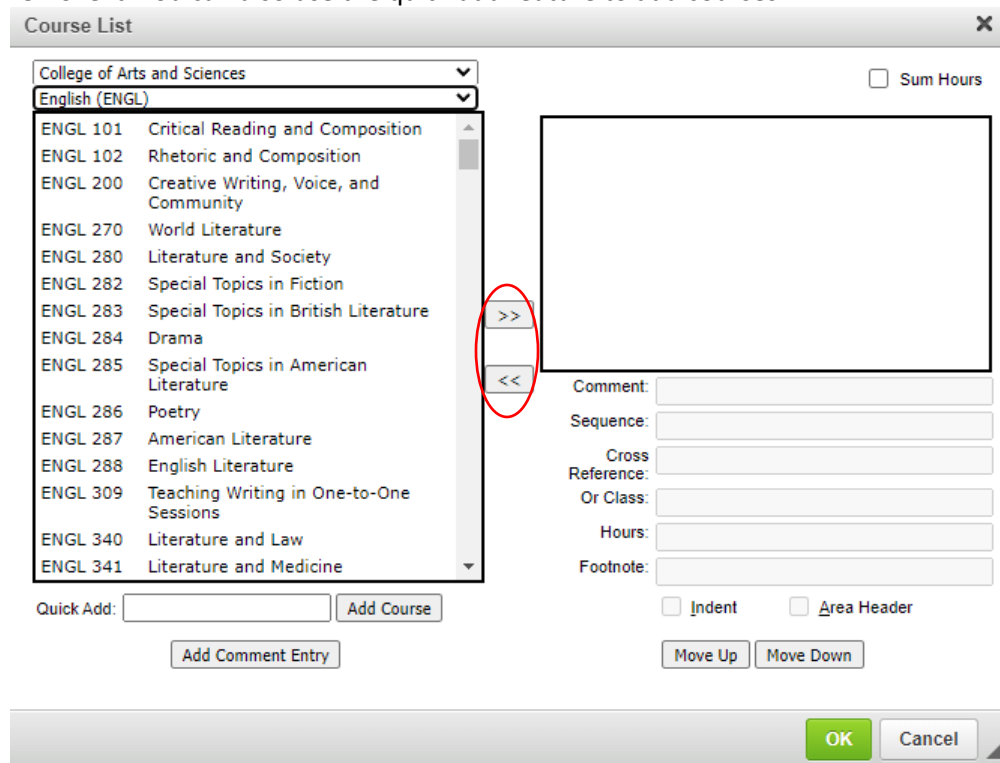 Course List
College of Arts and Sciences
Sum Hours
English (ENGL)
ENGL 101 Critical Reading and Composition
ENGL 102 Rhetoric and Composition
ENGL 200 Creative Writing, Voice, and
Community
ENGL 270 World Literature
ENGL 280 Literature and Society
ENGL 282 Special Topics in Fiction
ENGL 283 Special Topics in British Literature
ENGL 284 Drama
ENGL 285 Special Topics in American
Literature
ENGL 286 Poetry
ENGL 287 American Literature
ENGL 288 English Literature
ENGL 309 Teaching Writing in One-to-One
Sessions
ENGL 340 Literature and Law
ENGL 341 Literature and Medicine
>>
<<
Comment:
Sequence:
Cross
Reference:
Or Class:
Hours:
Footnote:
Quick Add:
Add Course
Indent
Area Header
Add Comment Entry
Move Up
Move Down
OK
Cancel